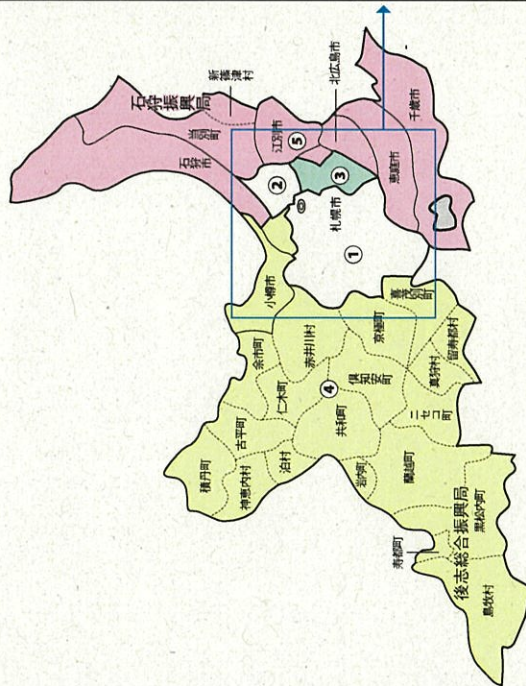 石狩振興局
新篠津村
当別町
石狩市
江別市
⑤
北広島市
千歳市
恵庭市
②
③
札幌市
◎
①
小樽市
余市町
赤井川村
仁木町
古平町
積丹町
神恵内村
泊村
共和町
④
倶知安町
京極町
喜茂別町
留寿都村
真狩村
ニセコ町
岩内町
蘭越町
寿都町
後志総合振興局
黒松内町
島牧村